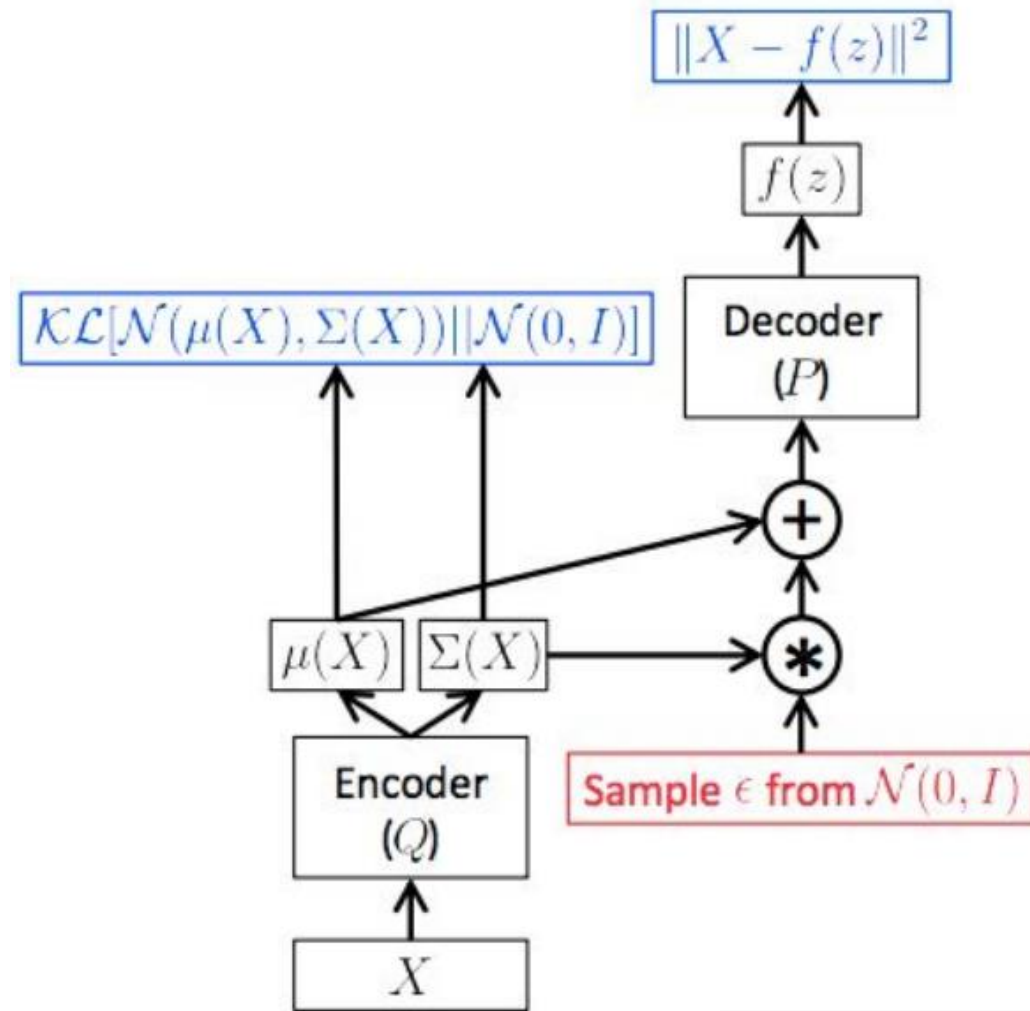 ‖X − f(z)‖²
f(z)
𝒦ℒ[𝒩(μ(X), Σ(X))||𝒩(0, I)]
Decoder
(P)
+
μ(X)
Σ(X)
*
Encoder
(Q)
Sample ϵ from 𝒩(0, I)
X